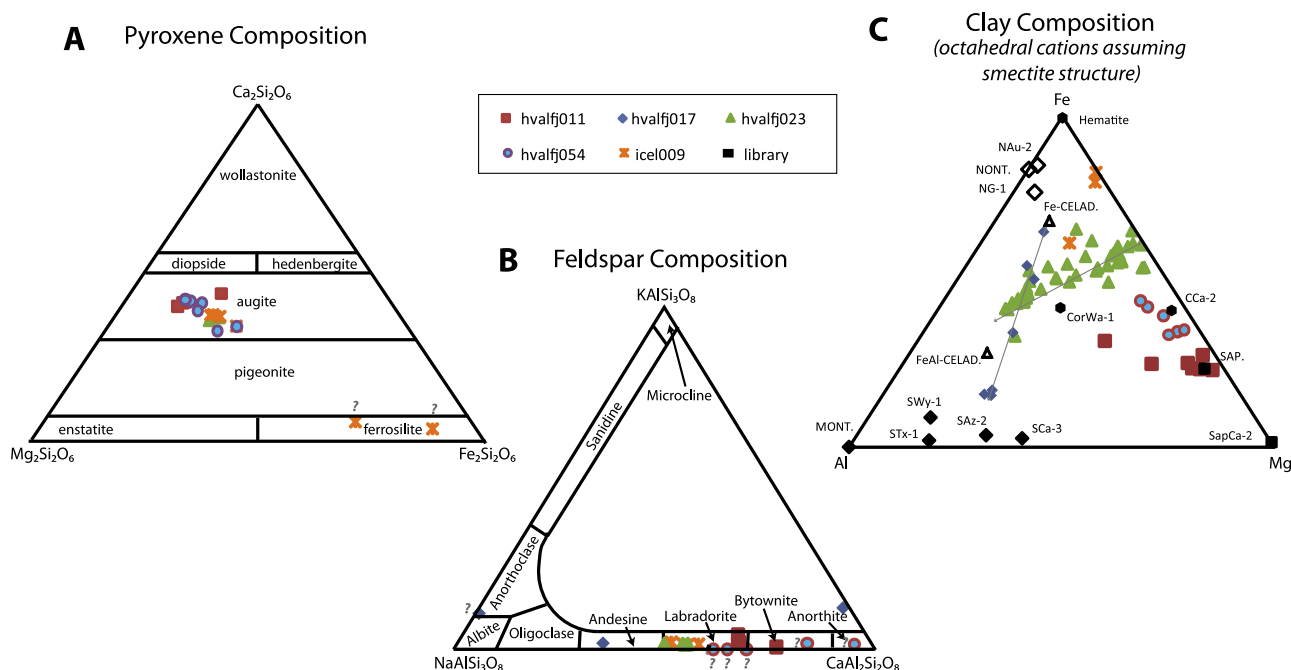 A
Pyroxene Composition
Ca₂Si₂O₆
wollastonite
diopside
hedenbergite
augite
pigeonite
?
?
enstatite
ferrosilite
Mg₂Si₂O₆
Fe₂Si₂O₆
hvalfj011
hvalfj017
hvalfj023
hvalfj054
icel009
library
B
Feldspar Composition
KAlSi₃O₈
Microcline
Sanidine
Anorthoclase
?
Albite
Oligoclase
Andesine
Labradorite
Bytownite
Anorthite
?
?
?
?
?
NaAlSi₃O₈
CaAl₂Si₂O₈
C
Clay Composition
(octahedral cations assuming
smectite structure)
Fe
Hematite
NAu-2
NONT.
NG-1
Fe-CELAD.
CCa-2
CorWa-1
FeAl-CELAD.
SAP.
SWy-1
MONT.
STx-1
SAz-2
SCa-3
SapCa-2
Al
Mg